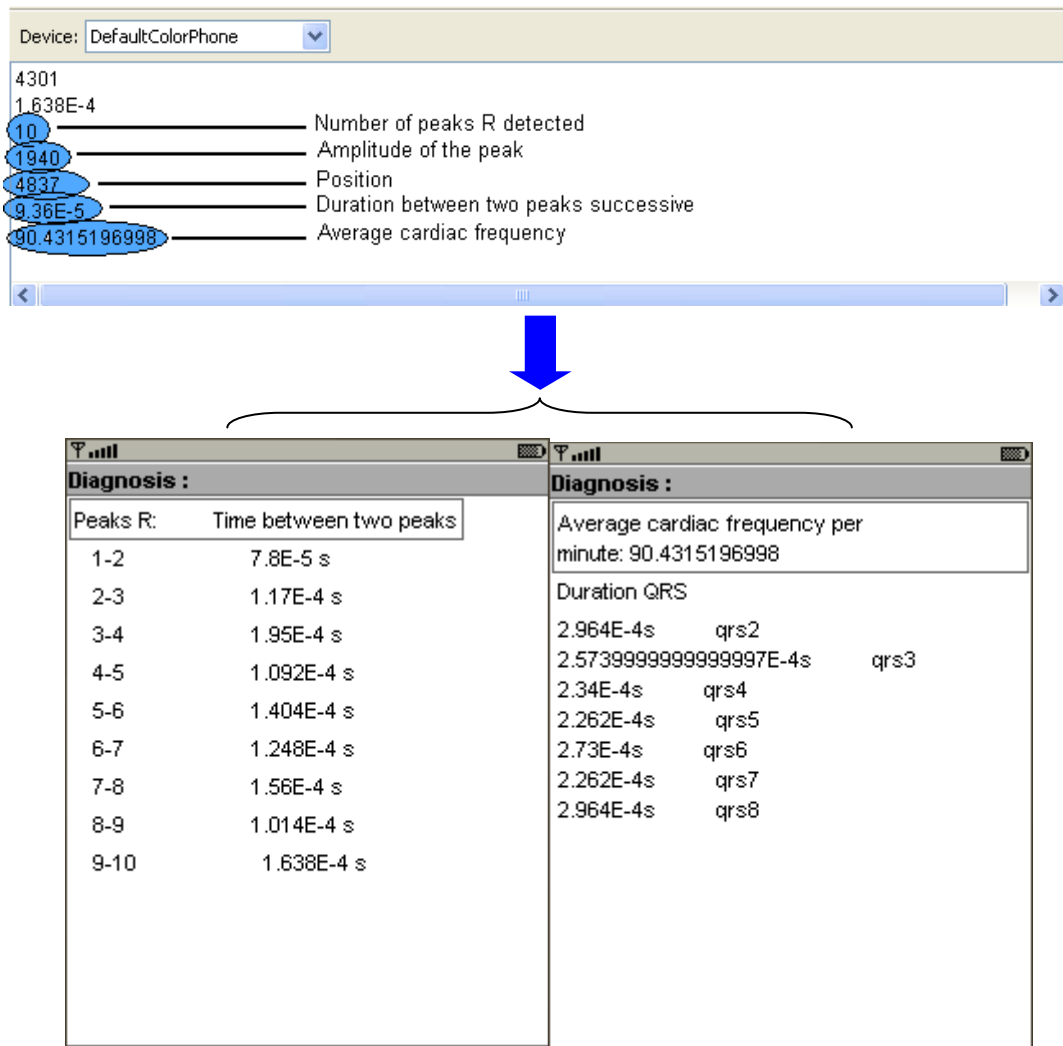 Device: DefaultColorPhone
4301
1.638E-4
10 Number of peaks R detected
1940 Amplitude of the peak
4837 Position
9.36E-5 Duration between two peaks successive
90.4315196998 Average cardiac frequency
Diagnosis :
Peaks R: Time between two peaks
1-2 7.8E-5 s
2-3 1.17E-4 s
3-4 1.95E-4 s
4-5 1.092E-4 s
5-6 1.404E-4 s
6-7 1.248E-4 s
7-8 1.56E-4 s
8-9 1.014E-4 s
9-10 1.638E-4 s
Diagnosis :
Average cardiac frequency per
minute: 90.4315196998
Duration QRS
2.964E-4s qrs2
2.5739999999999997E-4s qrs3
2.34E-4s qrs4
2.262E-4s qrs5
2.73E-4s qrs6
2.262E-4s qrs7
2.964E-4s qrs8